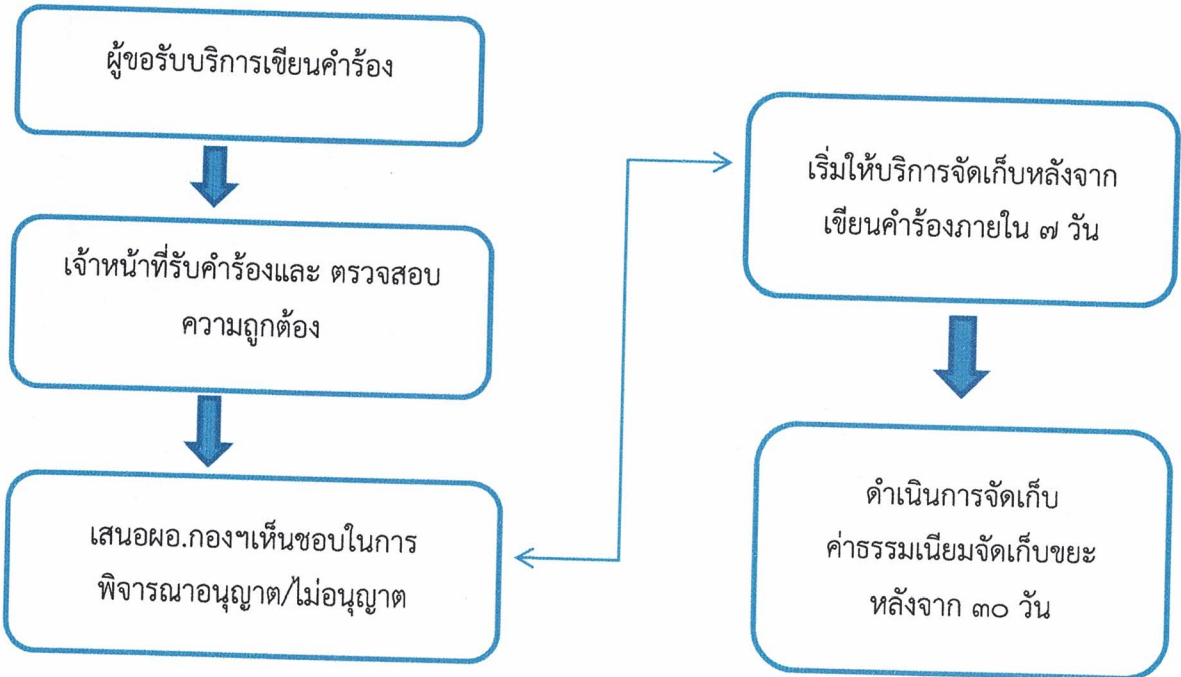 ผู้ขอรับบริการเขียนคำร้อง
เจ้าหน้าที่รับคำร้องและ ตรวจสอบ
ความถูกต้อง
เสนอผอ.กองฯเห็นชอบในการ
พิจารณาอนุญาต/ไม่อนุญาต
เริ่มให้บริการจัดเก็บหลังจาก
เขียนคำร้องภายใน ๗ วัน
ดำเนินการจัดเก็บ
ค่าธรรมเนียมจัดเก็บขยะ
หลังจาก ๓๐ วัน